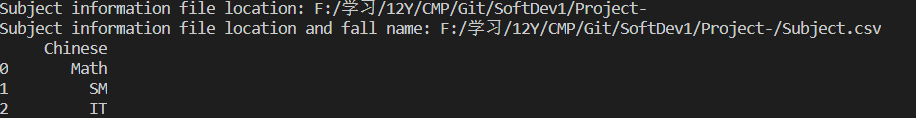 Subject information file location: F:/学习/12Y/CMP/Git/SoftDev1/Project-
Subject information file location and fall name: F:/学习/12Y/CMP/Git/SoftDev1/Project-/Subject.csv
Chinese
0 Math
1 SM
2 IT